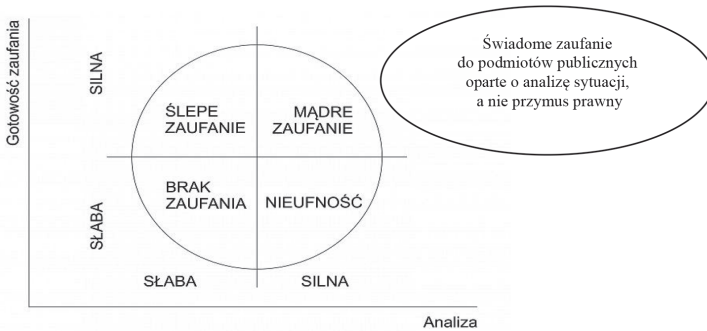 Gotowość zaufania
SILNA
SŁABA
ŚLEPE
ZAUFANIE
MĄDRE
ZAUFANIE
BRAK
ZAUFANIA
NIEUFNOŚĆ
SŁABA
SILNA
Analiza
Świadome zaufanie
do podmiotów publicznych
oparte o analizę sytuacji,
a nie przymus prawny